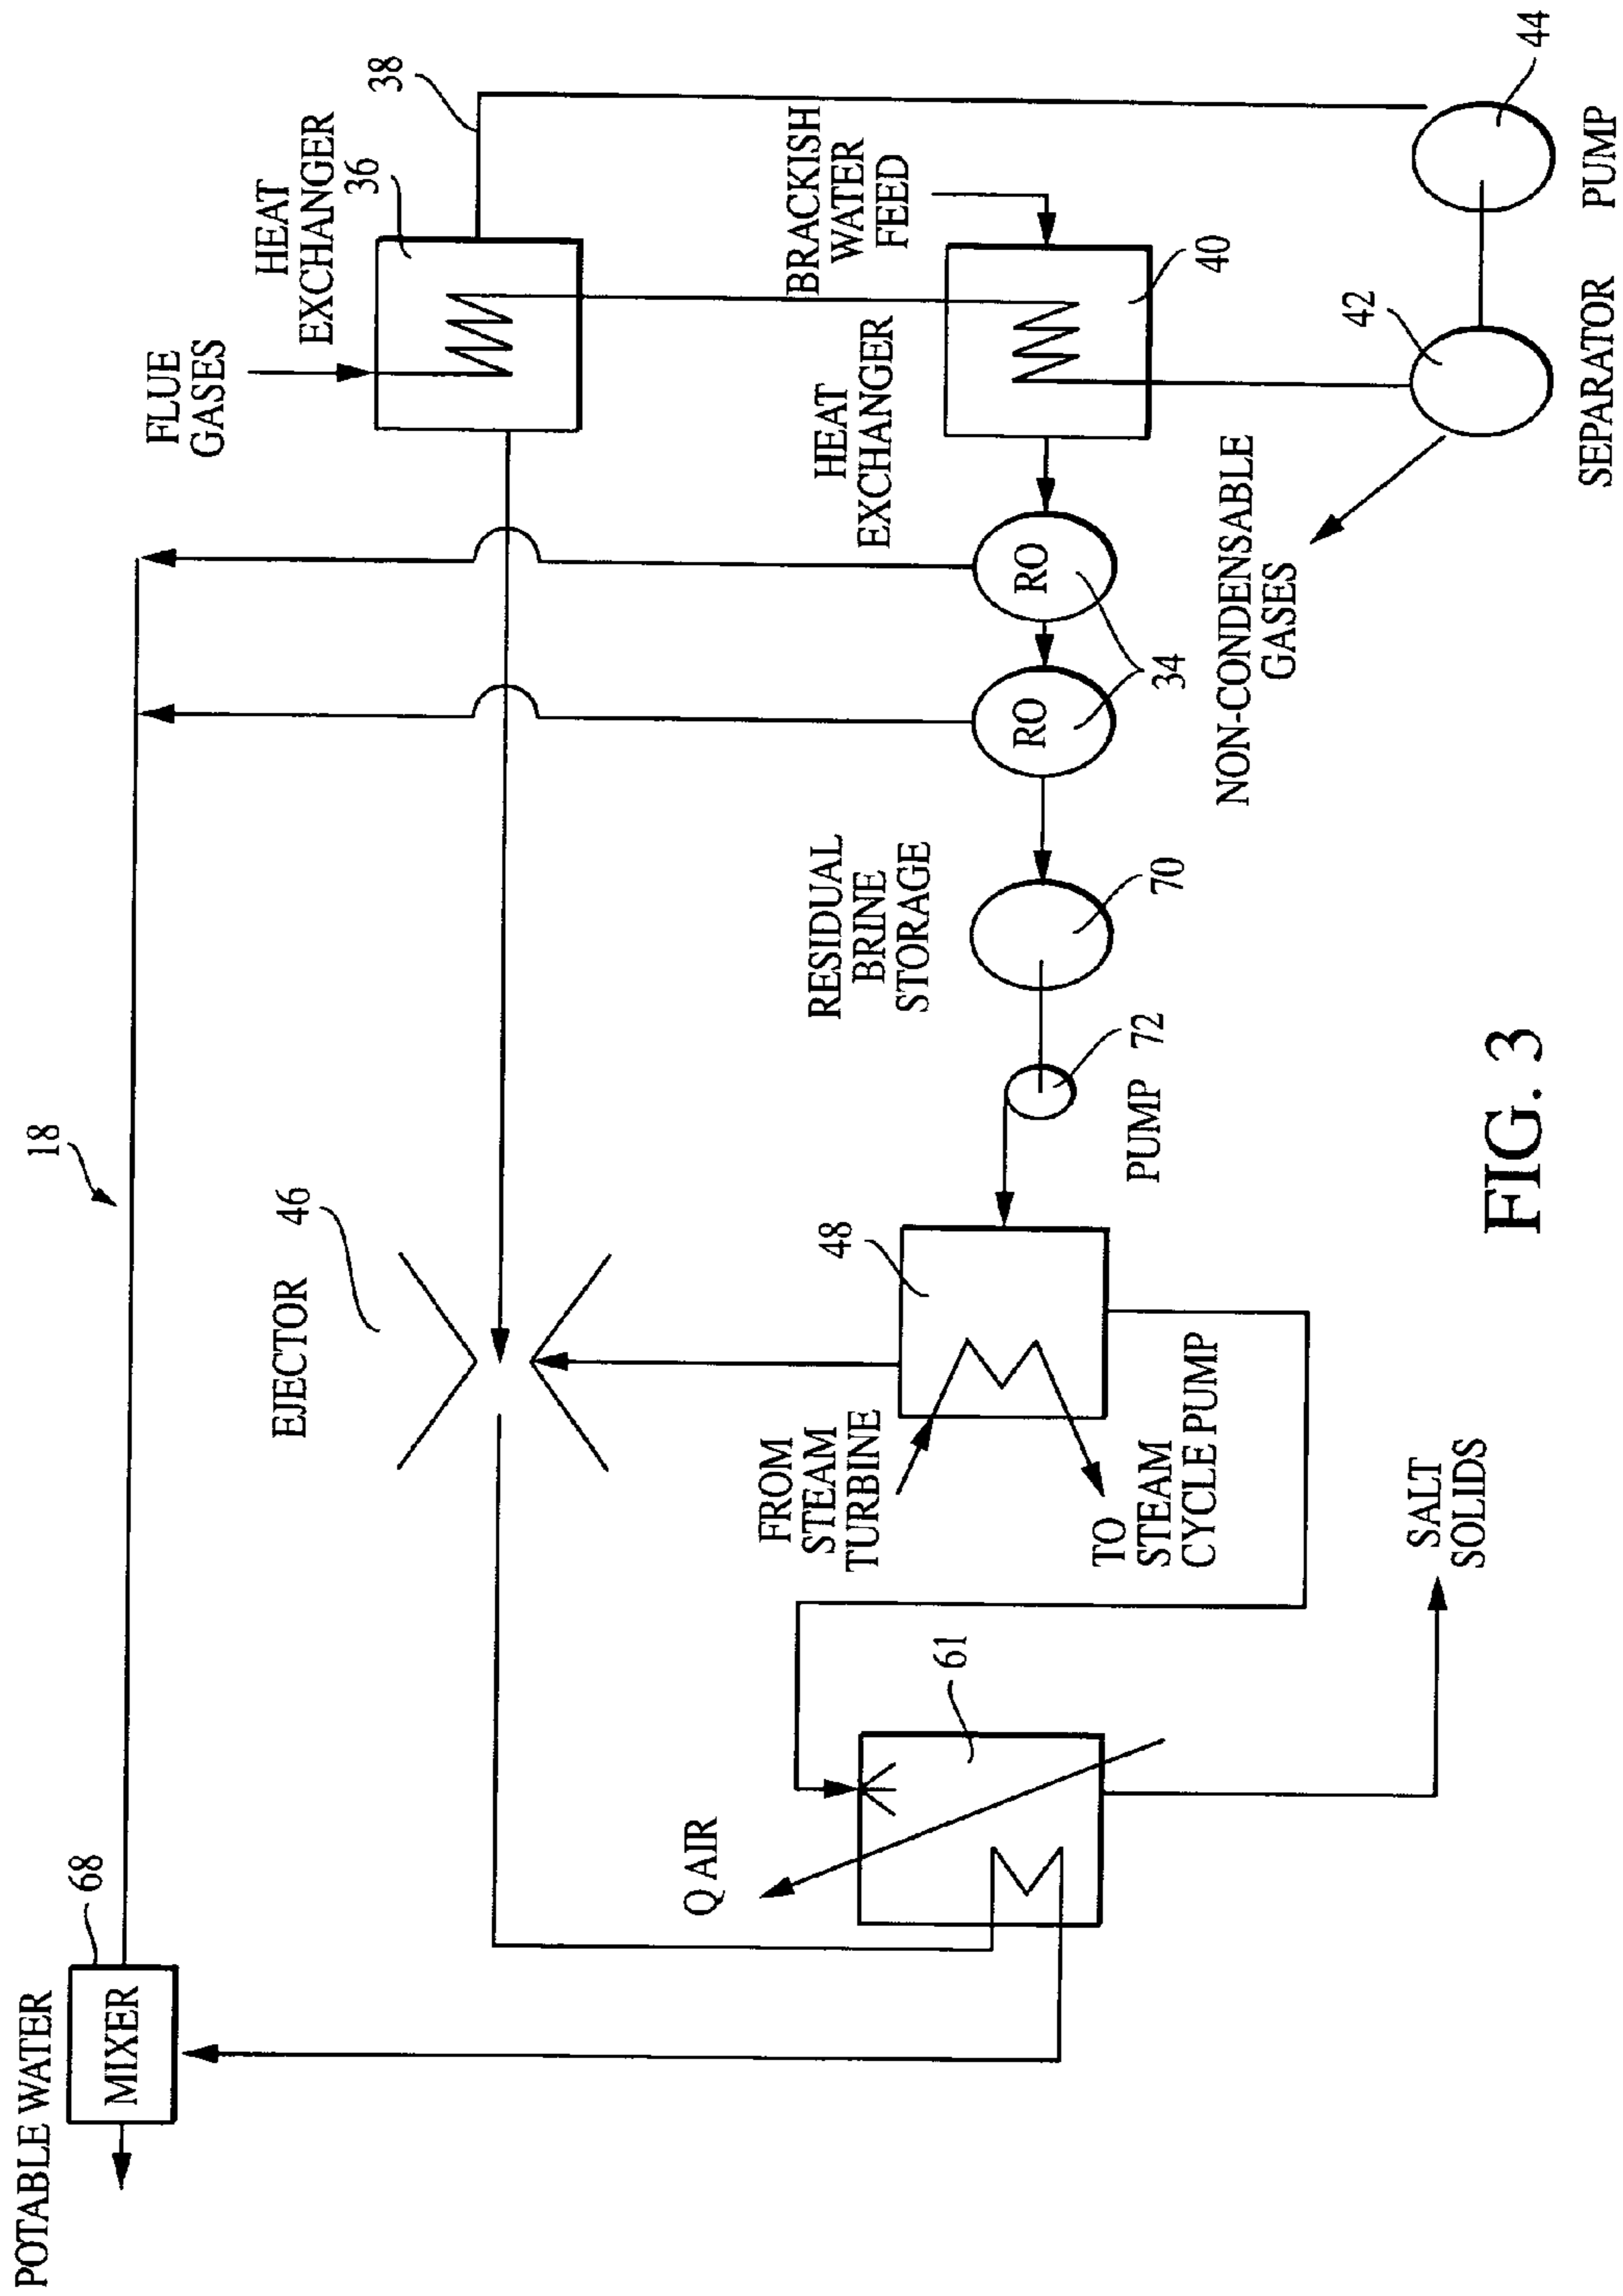 POTABLE WATER
68
MIXER
18
FLUE
GASES
HEAT
EXCHANGER
36
38
EJECTOR
46
Q AIR
61
FROM
STEAM
TURBINE
TO
STEAM
CYCLE PUMP
48
PUMP
72
RESIDUAL
BRINE
STORAGE
70
RO
RO
34
HEAT
EXCHANGER
BRACKISH
WATER
FEED
40
NON-CONDENSABLE
GASES
42
SEPARATOR
44
PUMP
SALT
SOLIDS
FIG. 3